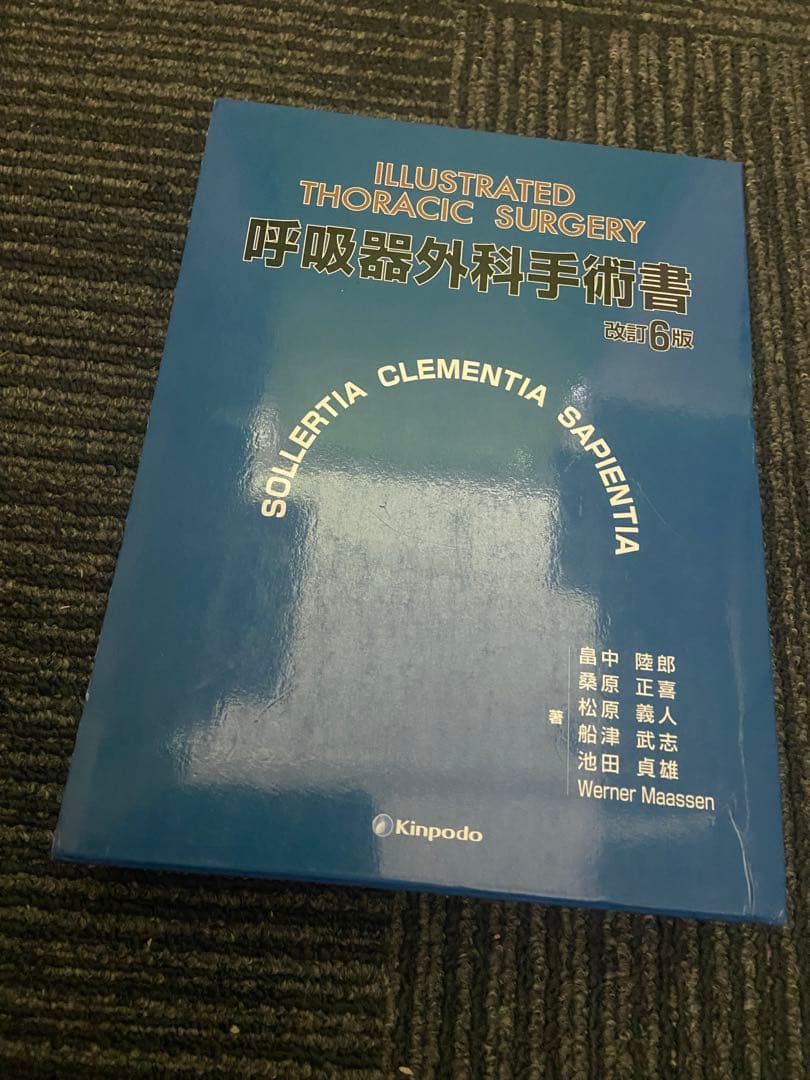 ILLUSTRATED
THORACIC SURGERY
呼吸器外科手術書
改訂6版
SOLLERTIA CLEMENTIA SAPIENTIA
畠中 陸郎
桑原 正喜
松原 義人
著
船津 武志
池田 貞雄
Werner Maassen
Kinpodo